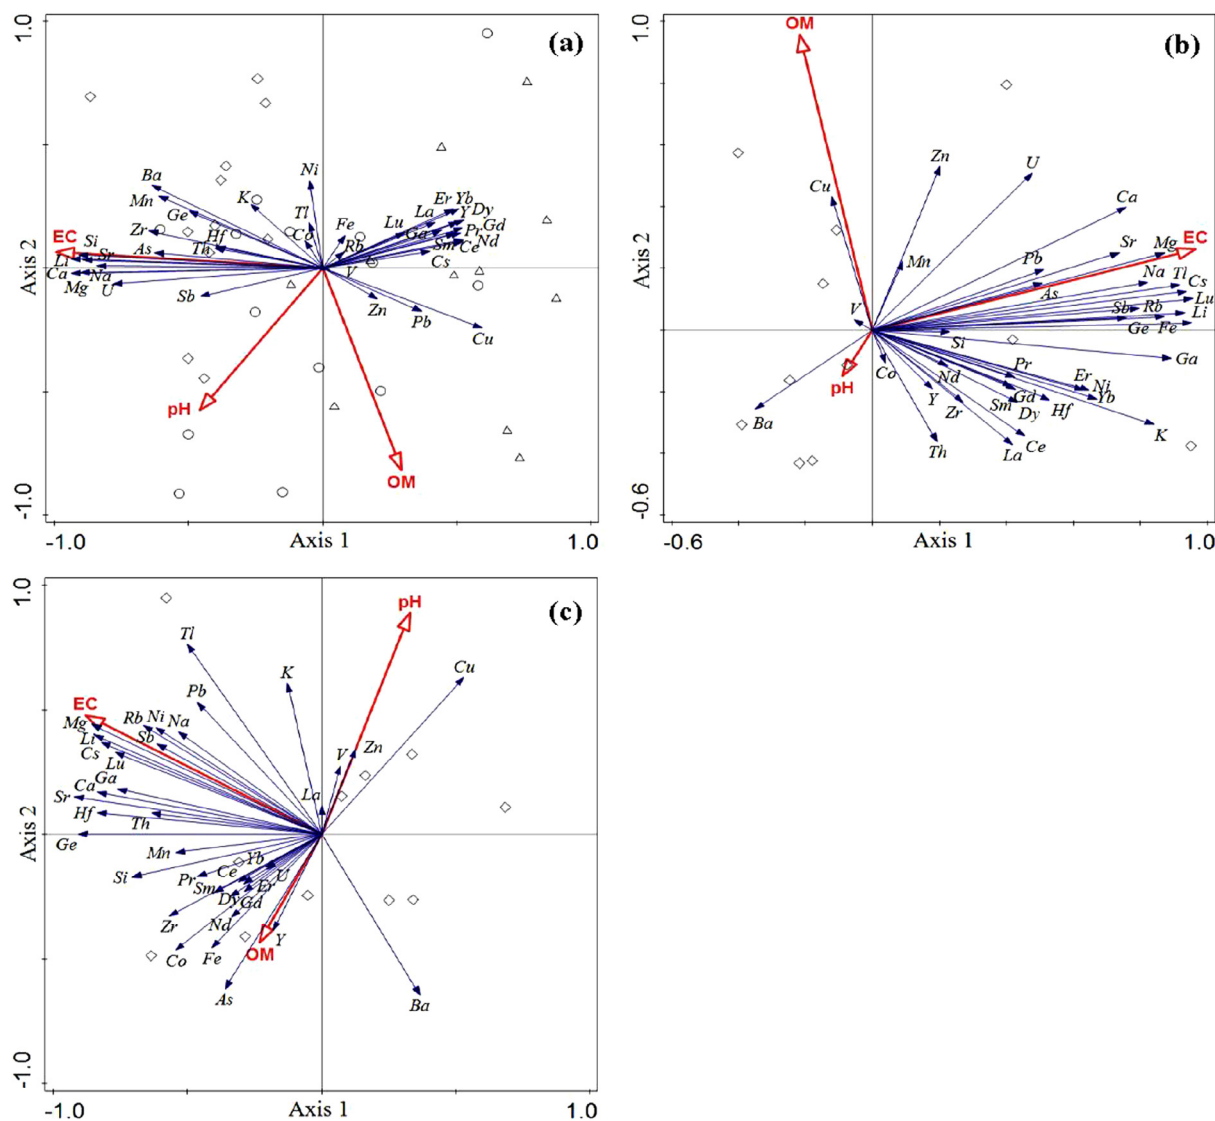 1.0
(a)
Ni
Ba
Mn
K
Ge
Er Yb
La
Y
Dy
Tl
Fe
Lu
Gd
Zr
Hf
Co
Ga
Pr
EC
Si
Sr
As
Th
Rb
Sm
Ce
Nd
Li
Cs
Ca
Na
V
Mg
U
Sb
Zn
Pb
Cu
pH
OM
Axis 2
-1.0
-1.0
Axis 1
1.0
1.0
(b)
OM
Zn
U
Cu
Ca
Sr
Mg
EC
Mn
Pb
Na
Tl
Cs
As
Lu
V
Sb
Rb
Li
Ge
Fe
Si
Ga
Co
Pr
pH
Nd
Er
Ni
Gd
Yb
Y
Zr
Sm
Dy
Hf
Ba
K
Th
La
Ce
Axis 2
-0.6
-0.6
Axis 1
1.0
1.0
(c)
pH
Tl
K
Cu
Pb
EC
Mg
Rb
Ni
Na
Li
Sb
Cs
V
Zn
Lu
Ga
Ca
Sr
La
Hf
Th
Ge
Mn
Yb
Si
Pr
Ce
U
Sm
Er
Dy
Gd
Zr
Nd
Y
Co
Fe
OM
As
Ba
Axis 2
-1.0
-1.0
Axis 1
1.0